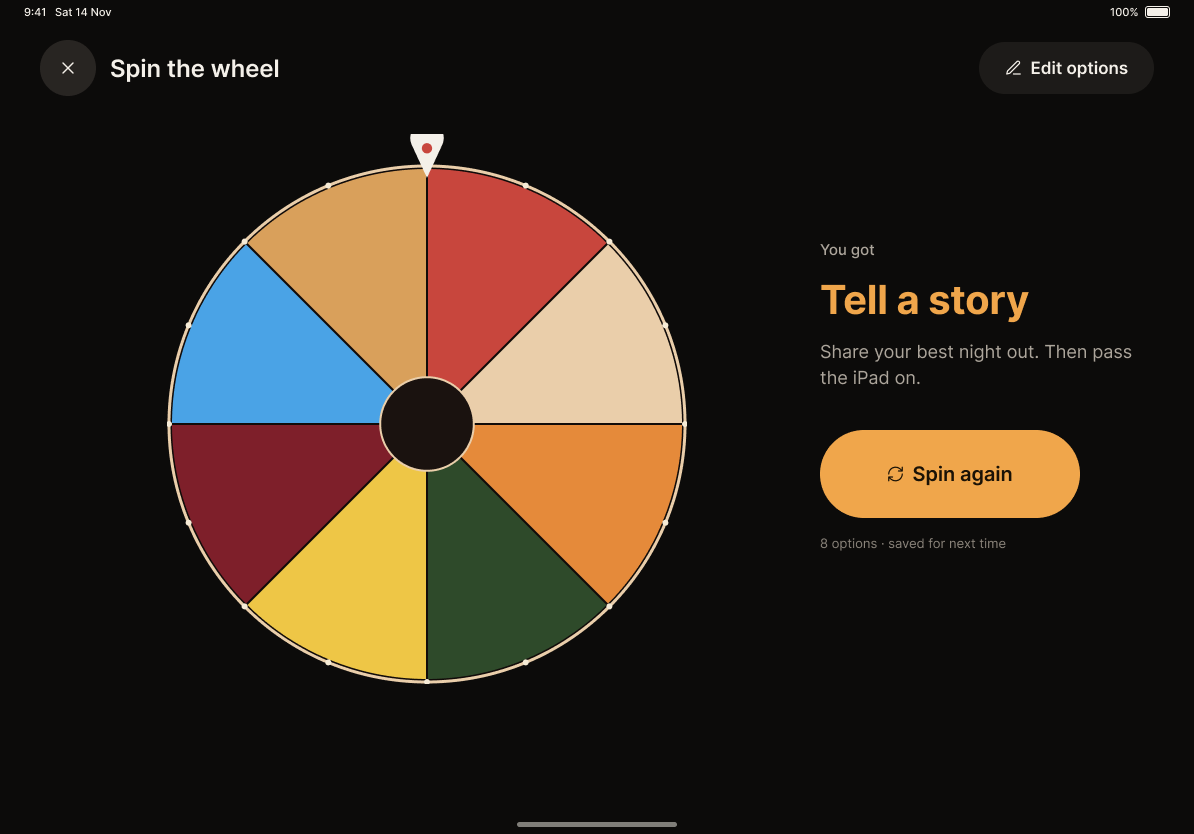 9:41 Sat 14 Nov
100%
Spin the wheel
Edit options
You got
Tell a story
Share your best night out. Then pass
the iPad on.
Spin again
8 options · saved for next time